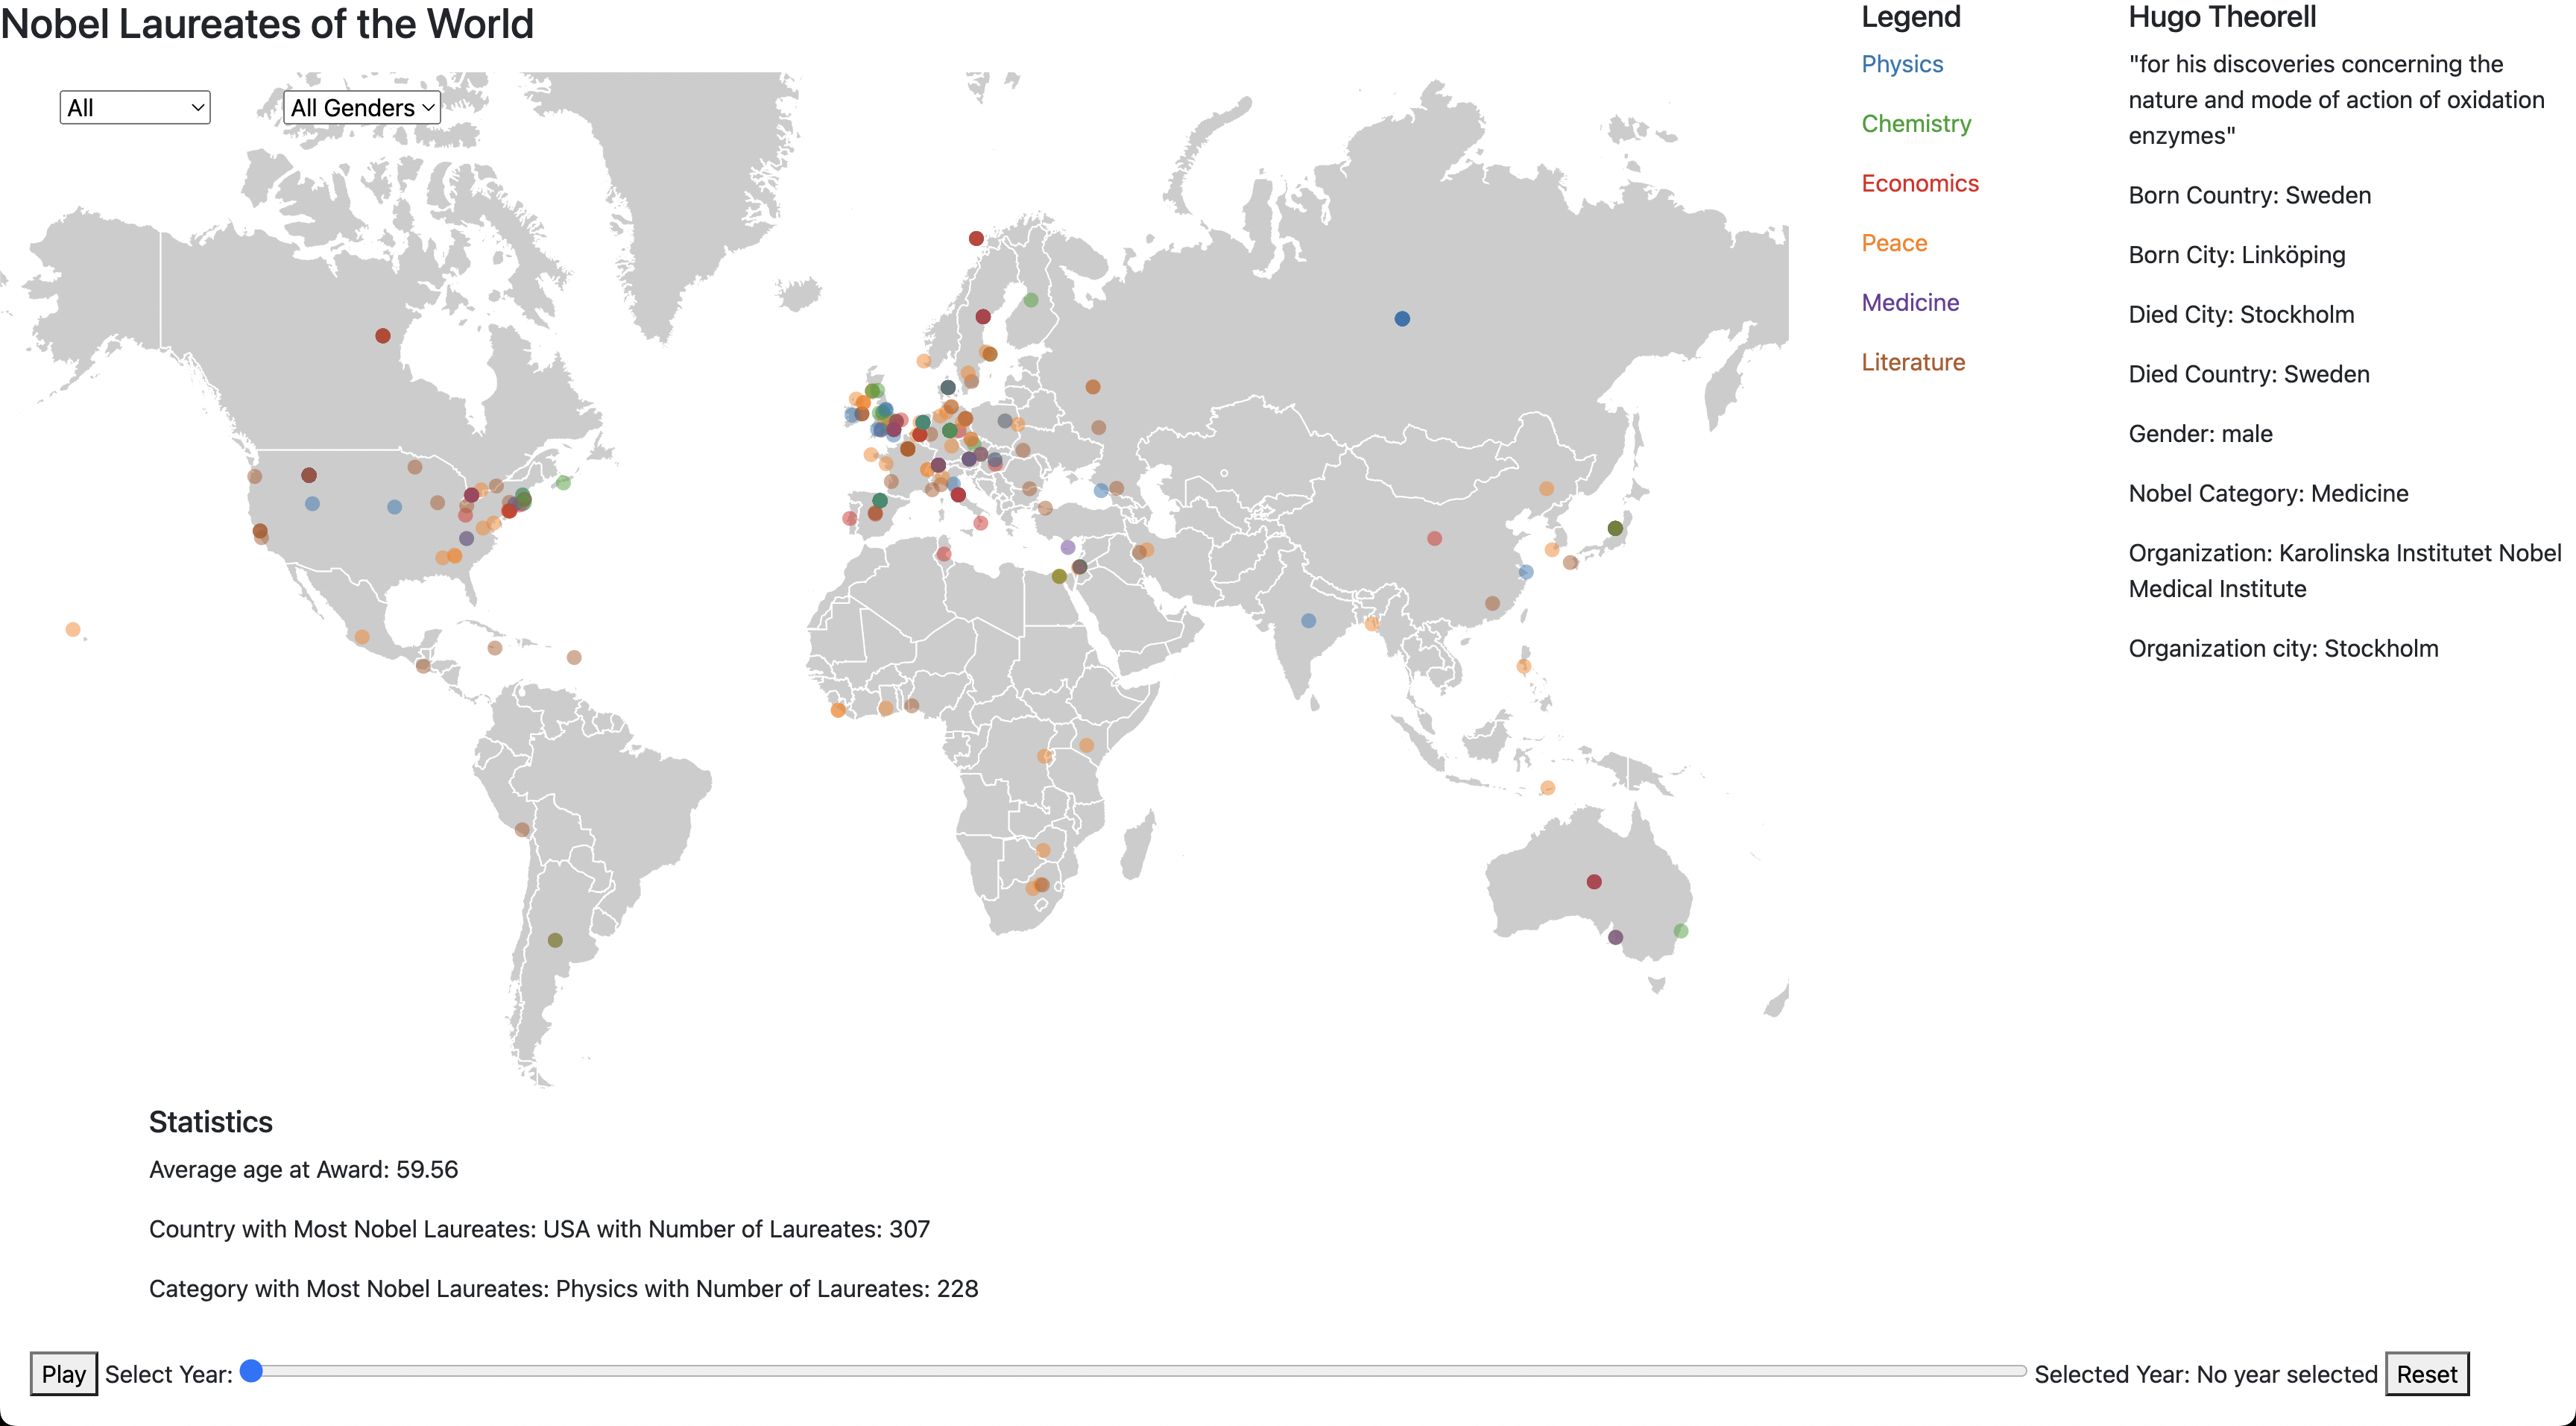 Nobel Laureates of the World
All
All Genders
Legend
Physics
Chemistry
Economics
Peace
Medicine
Literature
Hugo Theorell
"for his discoveries concerning the
nature and mode of action of oxidation
enzymes"
Born Country: Sweden
Born City: Linköping
Died City: Stockholm
Died Country: Sweden
Gender: male
Nobel Category: Medicine
Organization: Karolinska Institutet Nobel
Medical Institute
Organization city: Stockholm
Statistics
Average age at Award: 59.56
Country with Most Nobel Laureates: USA with Number of Laureates: 307
Category with Most Nobel Laureates: Physics with Number of Laureates: 228
Play Select Year: Selected Year: No year selected Reset